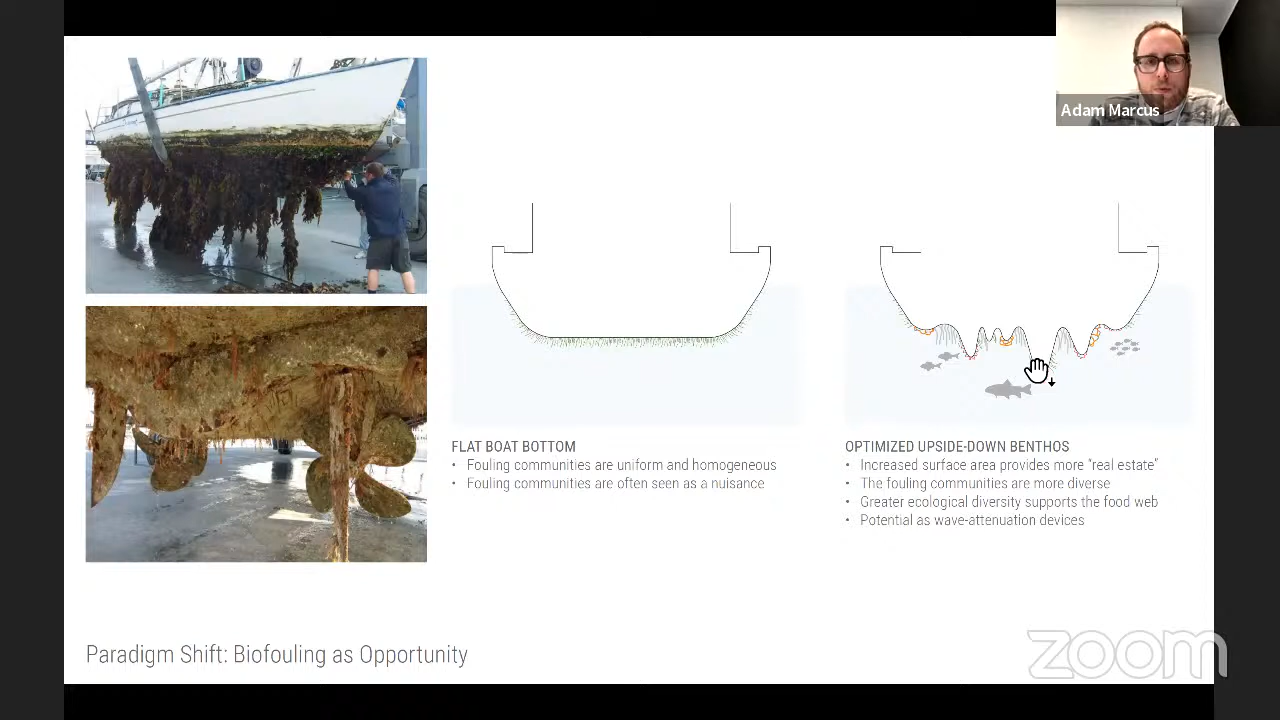 Adam Marcus
FLAT BOAT BOTTOM
• Fouling communities are uniform and homogeneous
• Fouling communities are often seen as a nuisance
OPTIMIZED UPSIDE-DOWN BENTHOS
• Increased surface area provides more “real estate”
• The fouling communities are more diverse
• Greater ecological diversity supports the food web
• Potential as wave-attenuation devices
Paradigm Shift: Biofouling as Opportunity
zoom